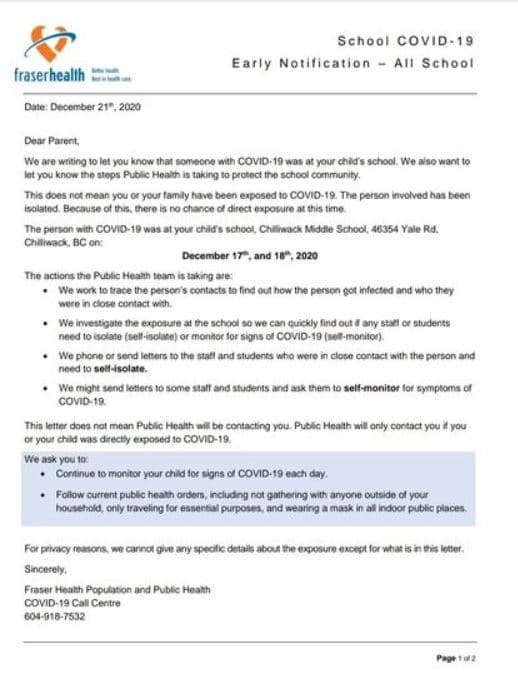 School COVID-19
Early Notification – All School
fraserhealth
Better health.
Best in health care.
Date: December 21st, 2020
Dear Parent,
We are writing to let you know that someone with COVID-19 was at your child's school. We also want to
let you know the steps Public Health is taking to protect the school community.
This does not mean you or your family have been exposed to COVID-19. The person involved has been
isolated. Because of this, there is no chance of direct exposure at this time.
The person with COVID-19 was at your child's school, Chilliwack Middle School, 46354 Yale Rd,
Chilliwack, BC on:
December 17th, and 18th, 2020
The actions the Public Health team is taking are:
• We work to trace the person's contacts to find out how the person got infected and who they
were in close contact with.
• We investigate the exposure at the school so we can quickly find out if any staff or students
need to isolate (self-isolate) or monitor for signs of COVID-19 (self-monitor).
• We phone or send letters to the staff and students who were in close contact with the person and
need to self-isolate.
• We might send letters to some staff and students and ask them to self-monitor for symptoms of
COVID-19.
This letter does not mean Public Health will be contacting you. Public Health will only contact you if you
or your child was directly exposed to COVID-19.
We ask you to:
• Continue to monitor your child for signs of COVID-19 each day.
• Follow current public health orders, including not gathering with anyone outside of your
household, only traveling for essential purposes, and wearing a mask in all indoor public places.
For privacy reasons, we cannot give any specific details about the exposure except for what is in this letter.
Sincerely,
Fraser Health Population and Public Health
COVID-19 Call Centre
604-918-7532
Page 1 of 2